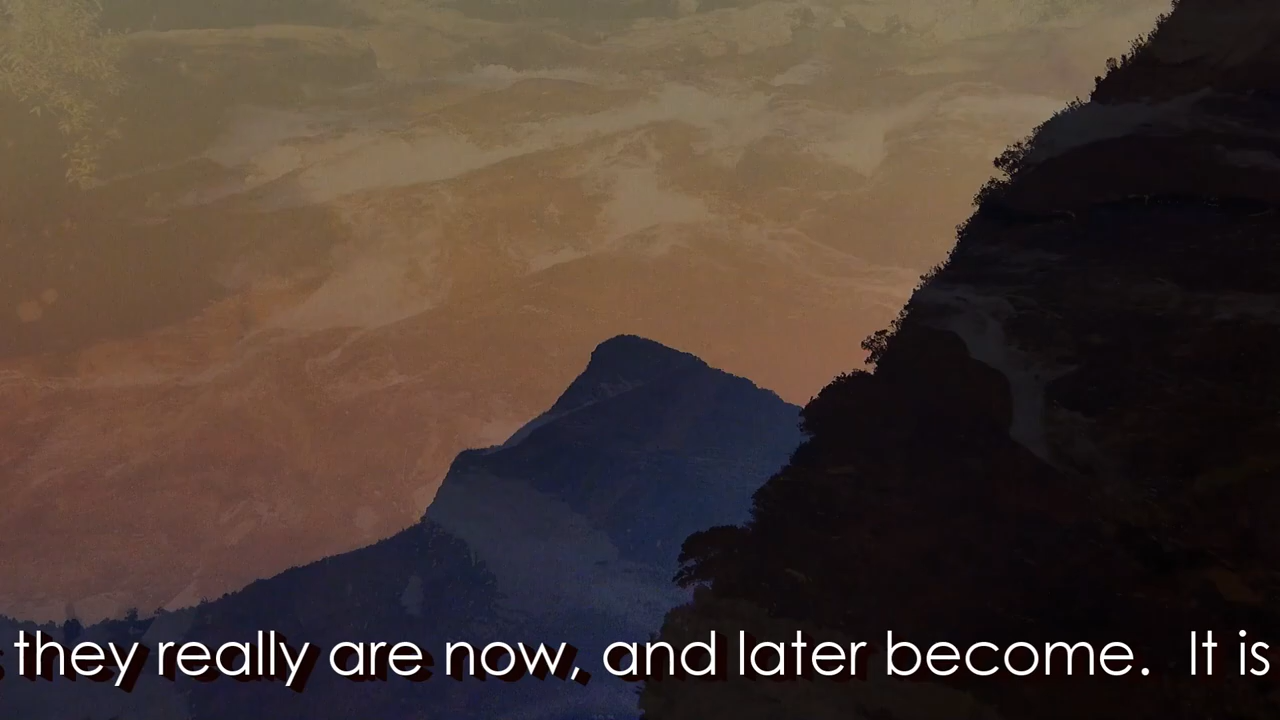 they really are now, and later become. It is